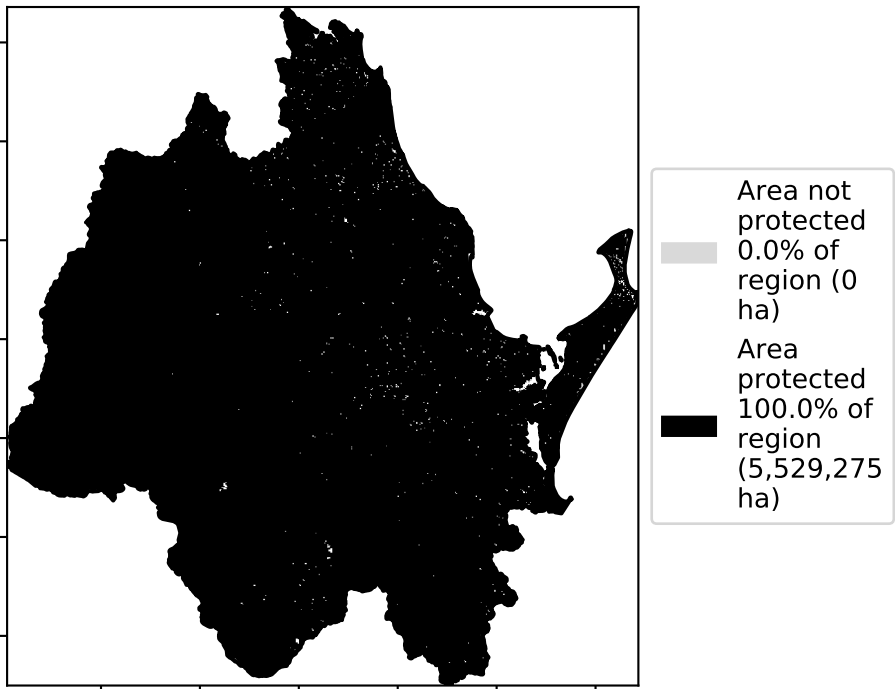 Area not
protected
0.0% of
region (0
ha)
Area
protected
100.0% of
region
(5,529,275
ha)